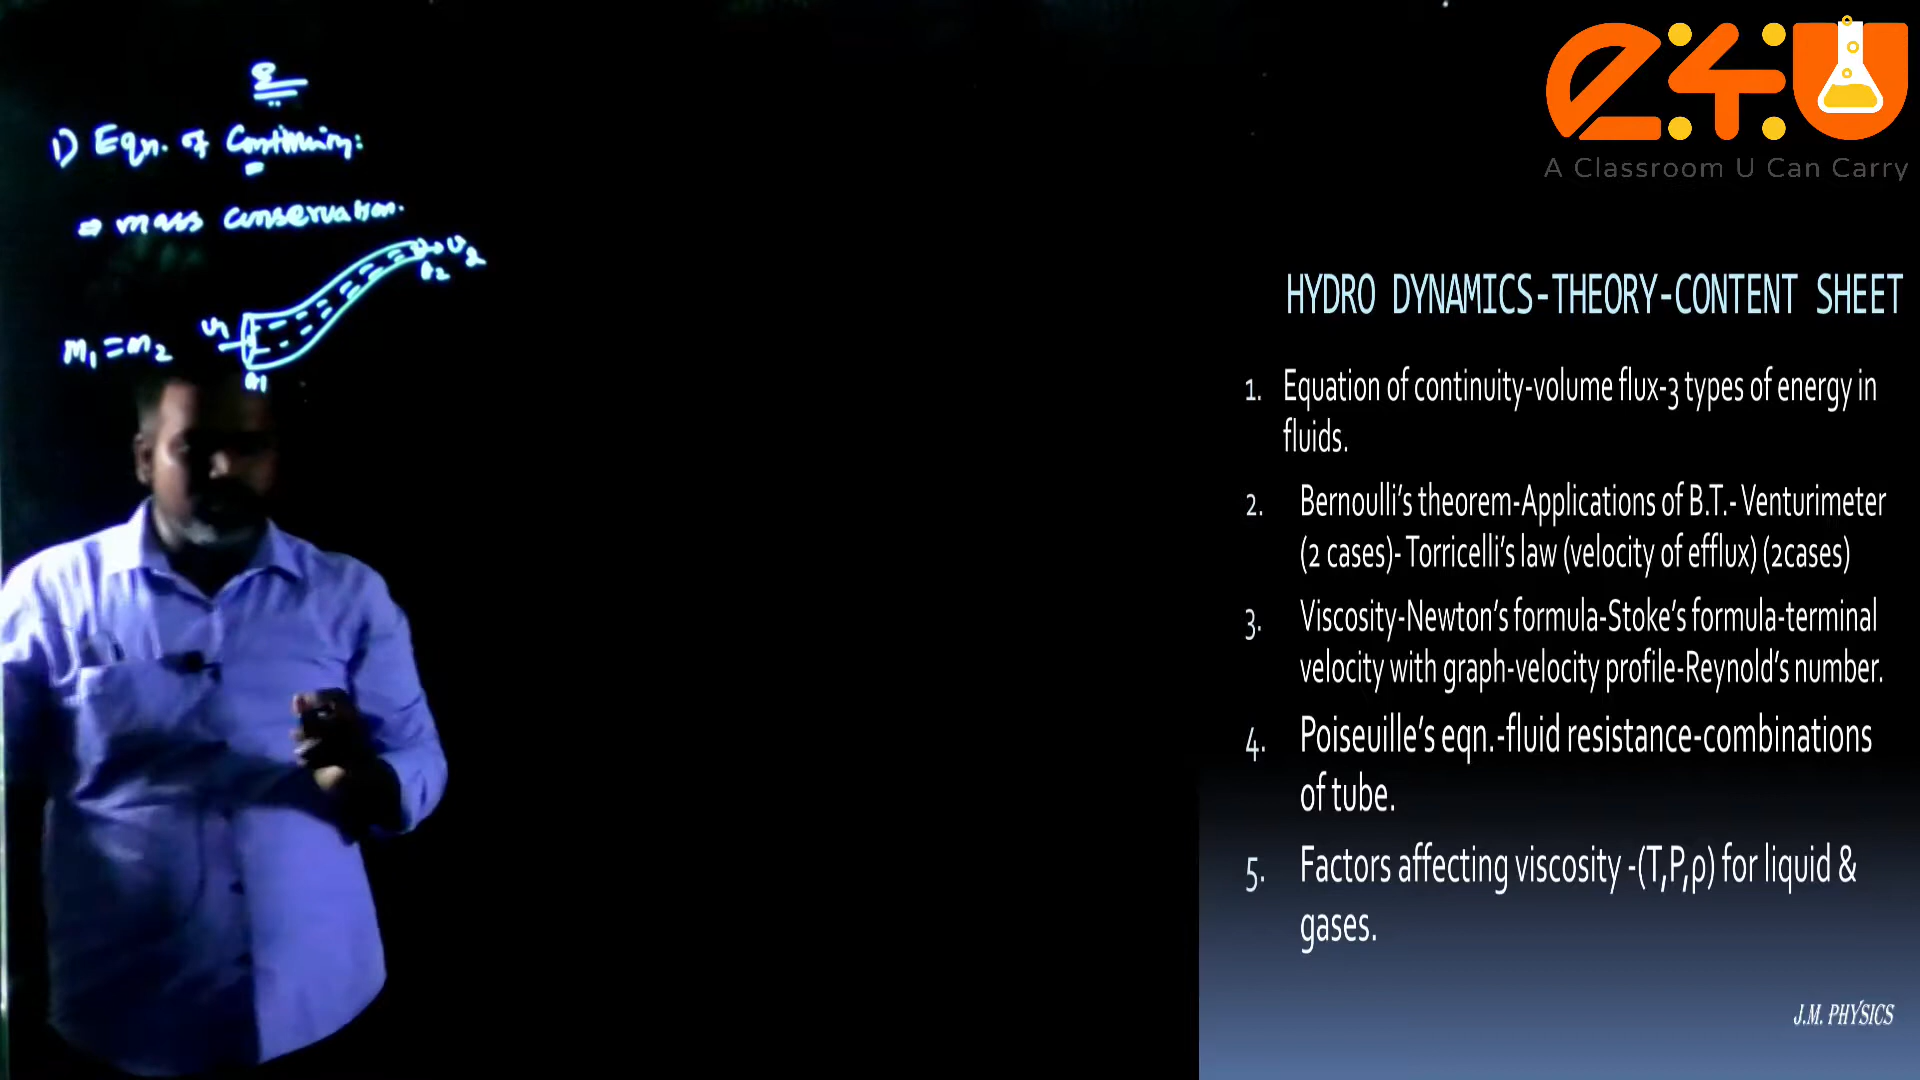 1) Eqn. of Continuity:
⇒ mass conservation.
v1
a1
a2
v2
m1 = m2
e4U
A Classroom U Can Carry
HYDRO DYNAMICS-THEORY-CONTENT SHEET
1. Equation of continuity-volume flux-3 types of energy in
fluids.
2. Bernoulli's theorem-Applications of B.T.- Venturimeter
(2 cases)- Torricelli's law (velocity of efflux) (2cases)
3. Viscosity-Newton's formula-Stoke's formula-terminal
velocity with graph-velocity profile-Reynold's number.
4. Poiseuille's eqn.-fluid resistance-combinations
of tube.
5. Factors affecting viscosity -(T,P,ρ) for liquid &
gases.
J.M. PHYSICS